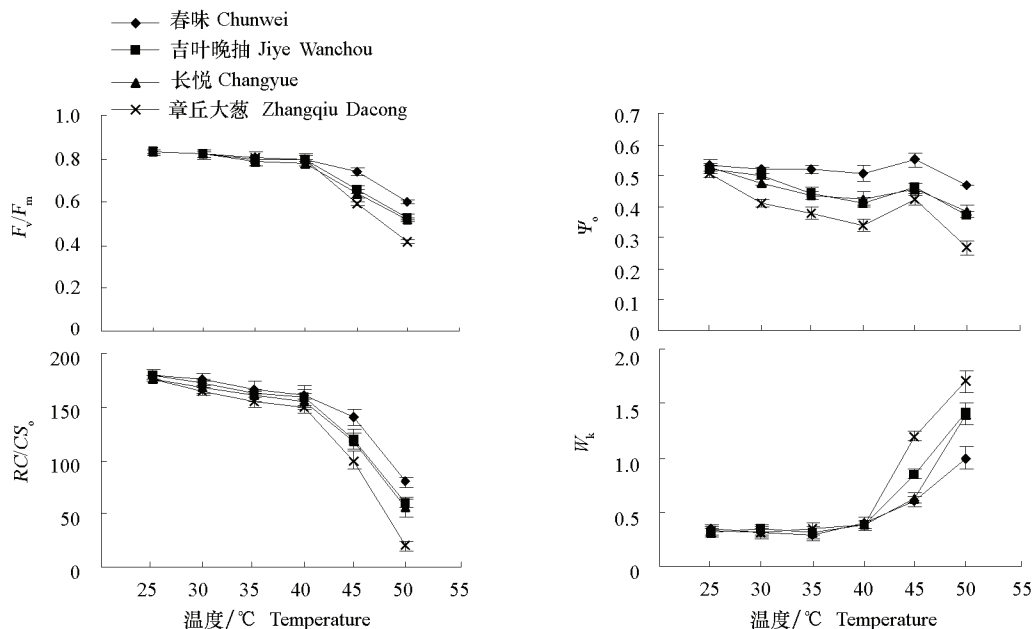 春味 Chunwei
吉叶晚抽 Jiye Wanchou
长悦 Changyue
章丘大葱 Zhangqiu Dacong
1.0
0.8
0.6
0.4
0.2
0
Fv/Fm
0.7
0.6
0.5
0.4
0.3
0.2
0.1
0
Ψo
200
150
100
50
0
RC/CSo
25 30 35 40 45 50 55
温度/℃ Temperature
2.0
1.5
1.0
0.5
0
Wk
25 30 35 40 45 50 55
温度/℃ Temperature